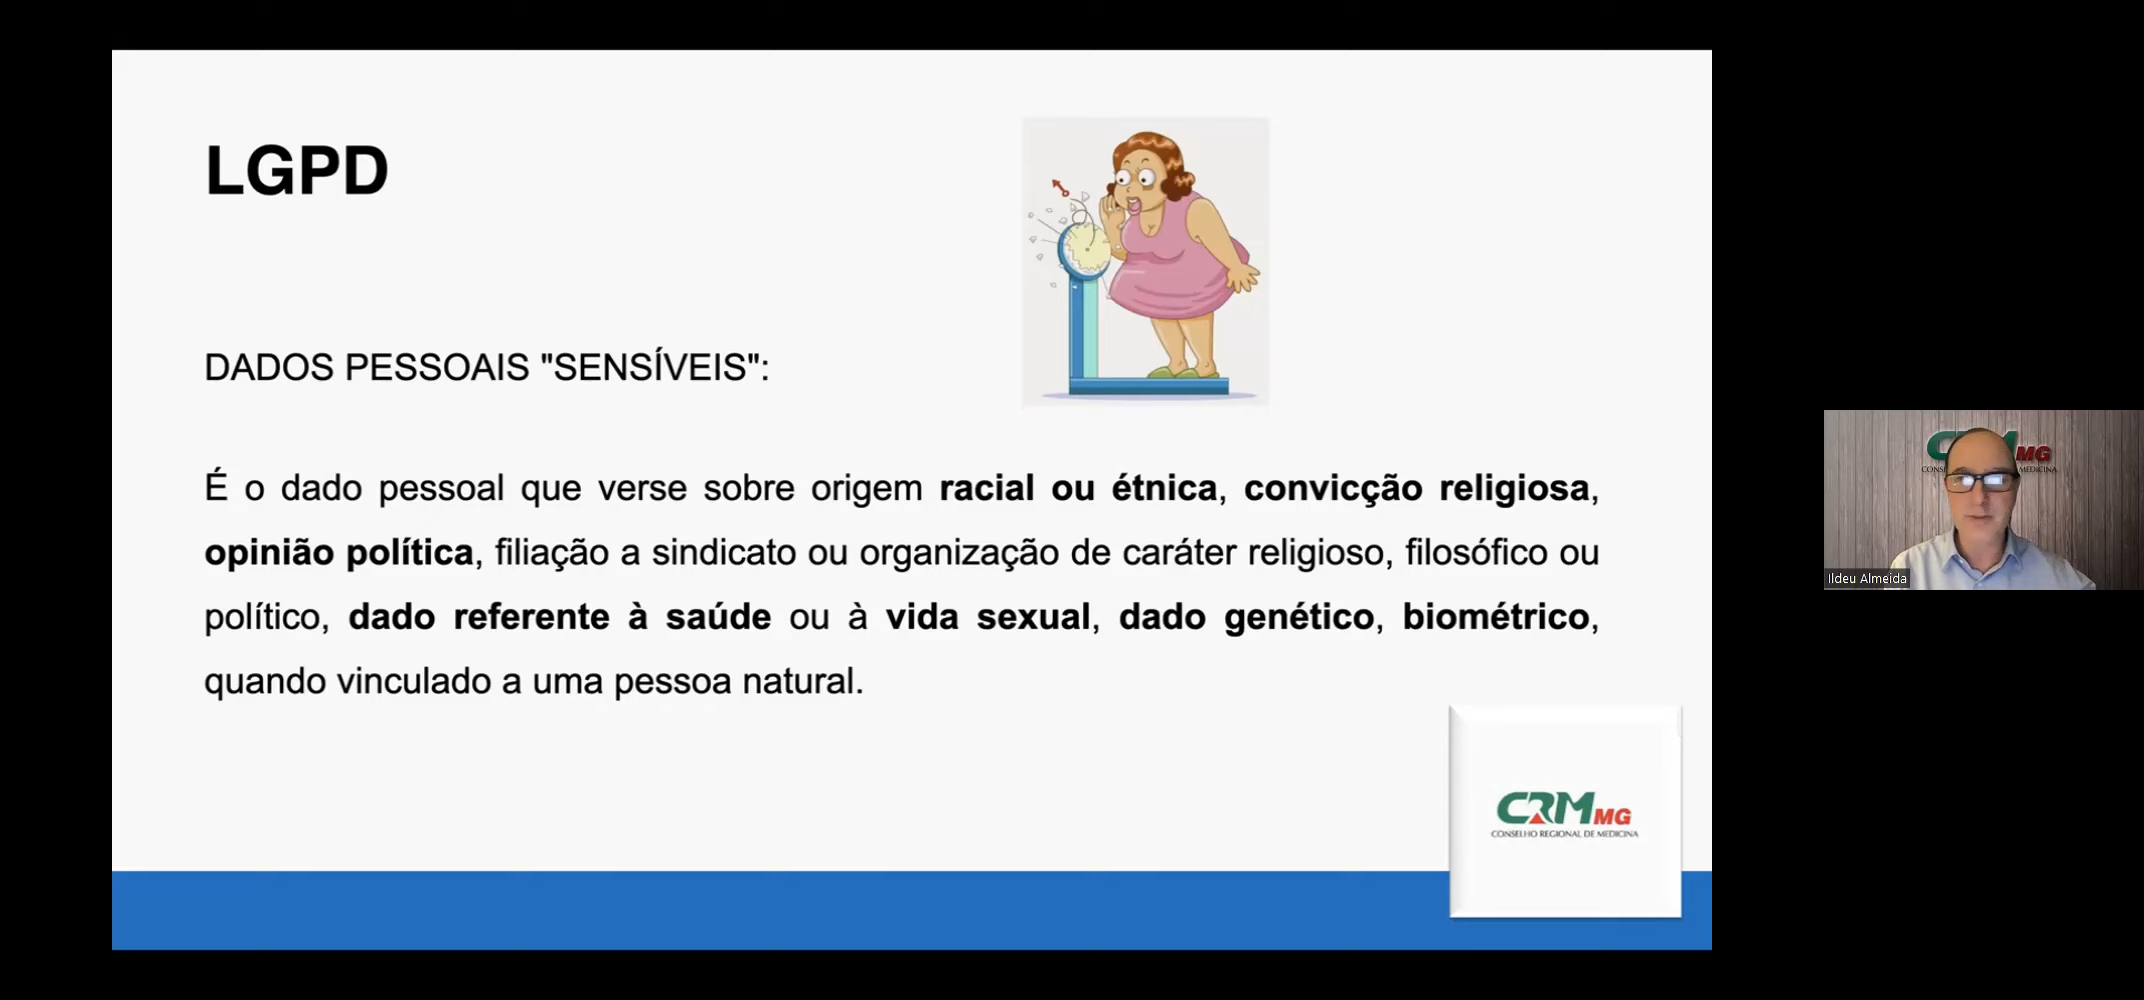 LGPD
DADOS PESSOAIS "SENSÍVEIS":
É o dado pessoal que verse sobre origem racial ou étnica, convicção religiosa,
opinião política, filiação a sindicato ou organização de caráter religioso, filosófico ou
político, dado referente à saúde ou à vida sexual, dado genético, biométrico,
quando vinculado a uma pessoa natural.
CRMMG
CONSELHO REGIONAL DE MEDICINA
MG
MEDICINA
Ildeu Almeida